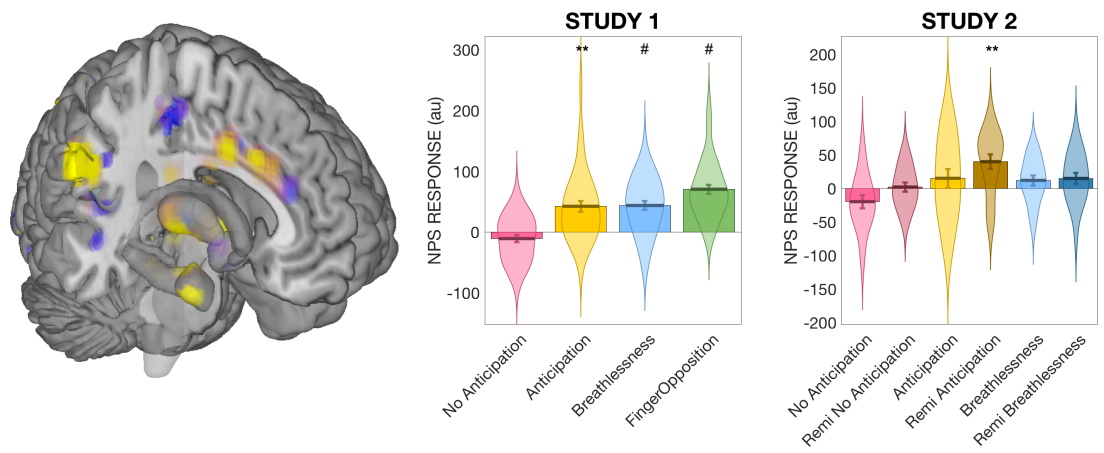 STUDY 1
** # #
NPS RESPONSE (au)
300
200
100
0
-100
No Anticipation
Anticipation
Breathlessness
FingerOpposition
STUDY 2
**
NPS RESPONSE (au)
200
150
100
50
0
-50
-100
-150
-200
No Anticipation
Remi No Anticipation
Anticipation
Remi Anticipation
Breathlessness
Remi Breathlessness